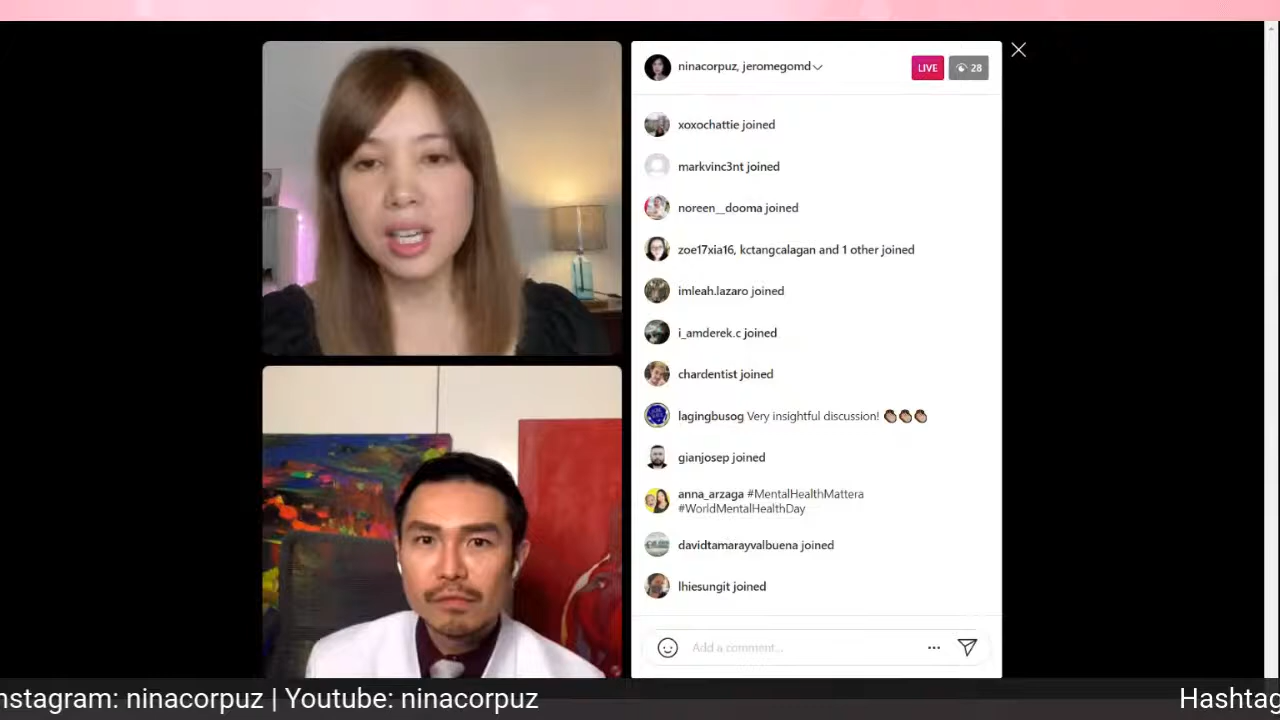 ninacorpuz, jeromegomd
LIVE
28
xoxochattie joined
markvinc3nt joined
noreen__dooma joined
zoe17xia16, kctangcalagan and 1 other joined
imleah.lazaro joined
i_amderek.c joined
chardentist joined
lagingbusog Very insightful discussion! 👏🏽👏🏽👏🏽
gianjosep joined
anna_arzaga #MentalHealthMattera
#WorldMentalHealthDay
davidtamarayvalbuena joined
lhiesungit joined
Add a comment...
nstagram: ninacorpuz | Youtube: ninacorpuz
Hashtag